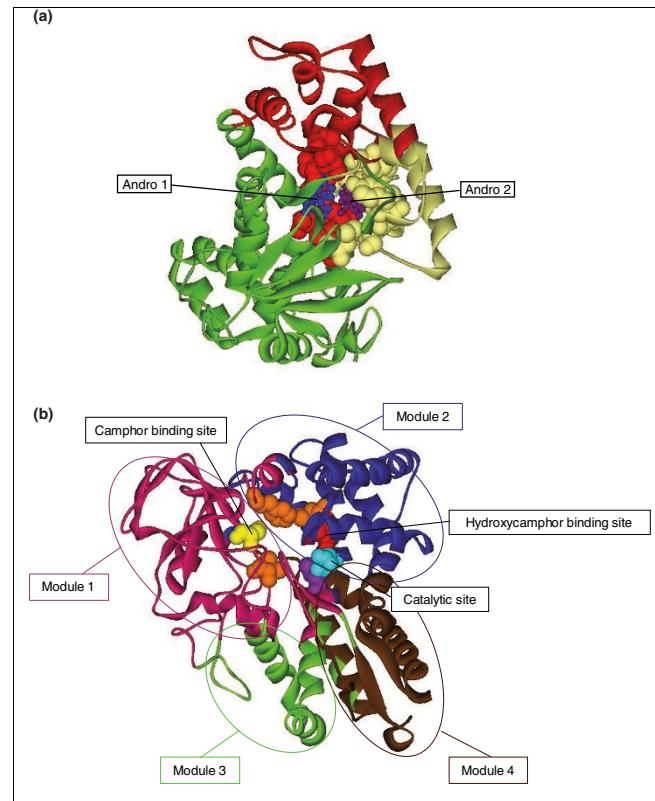 (a)
Andro 1
Andro 2
(b)
Module 2
Camphor binding site
Hydroxycamphor binding site
Module 1
Catalytic site
Module 3
Module 4